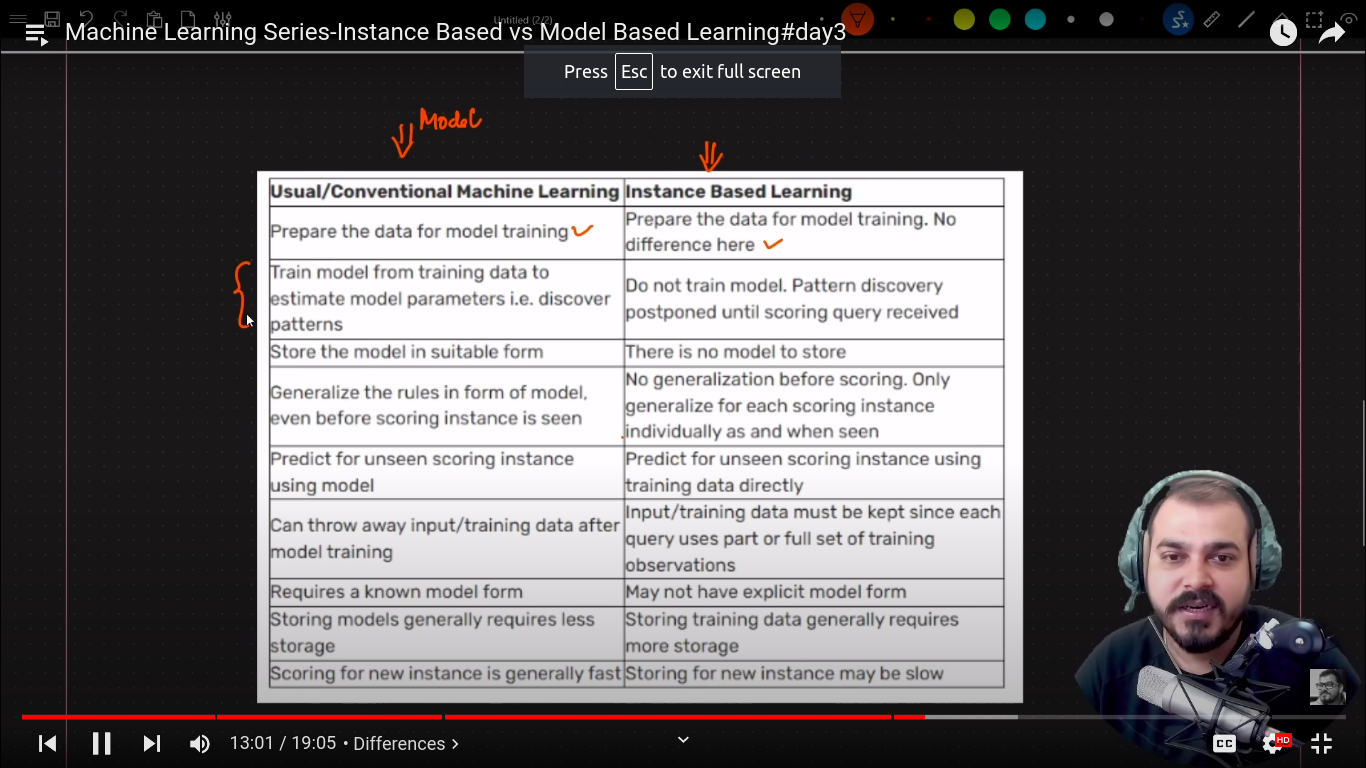 Untitled (2/2)
Machine Learning Series-Instance Based vs Model Based Learning#day3
Press Esc to exit full screen
Model
Usual/Conventional Machine Learning
Instance Based Learning
Prepare the data for model training
Prepare the data for model training. No
difference here
Train model from training data to
estimate model parameters i.e. discover
patterns
Do not train model. Pattern discovery
postponed until scoring query received
Store the model in suitable form
There is no model to store
Generalize the rules in form of model,
even before scoring instance is seen
No generalization before scoring. Only
generalize for each scoring instance
individually as and when seen
Predict for unseen scoring instance
using model
Predict for unseen scoring instance using
training data directly
Can throw away input/training data after
model training
Input/training data must be kept since each
query uses part or full set of training
observations
Requires a known model form
May not have explicit model form
Storing models generally requires less
storage
Storing training data generally requires
more storage
Scoring for new instance is generally fast
Storing for new instance may be slow
13:01 / 19:05 • Differences >
CC
HD